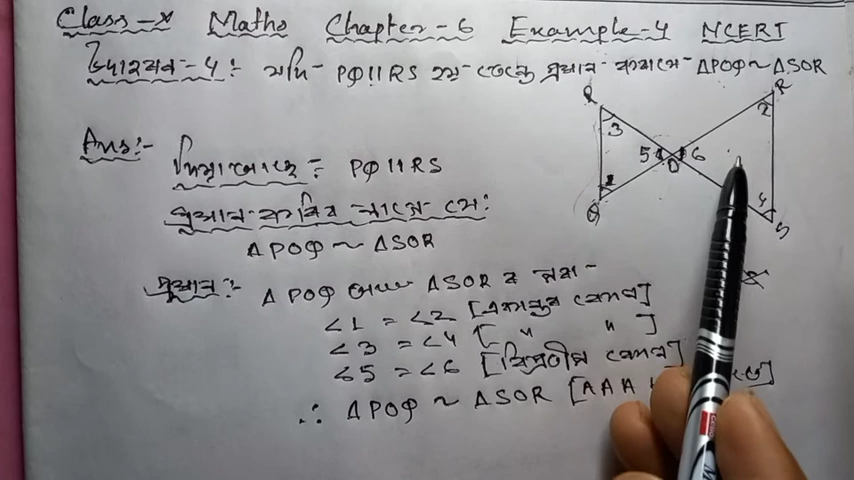 Class-X Maths Chapter-6 Example-4 NCERT
উদাহৰণ-4:- যদি- PQ||RS হয় তেন্তে প্ৰমাণ কৰা যে- ΔPOQ ~ ΔSOR
Ans:-
দিয়া আছে:- PQ||RS
প্ৰমাণ কৰিব লাগে যে:
ΔPOQ ~ ΔSOR
প্ৰমাণ:- ΔPOQ আৰু ΔSOR ৰ পৰা-
∠1 = ∠2 [একান্তৰ কোণ]
∠3 = ∠4 [ " " ]
∠5 = ∠6 [বিপ্ৰতীপ কোণ]
∴ ΔPOQ ~ ΔSOR [AAA
P
R
3
2
5
6
O
1
4
Q
S